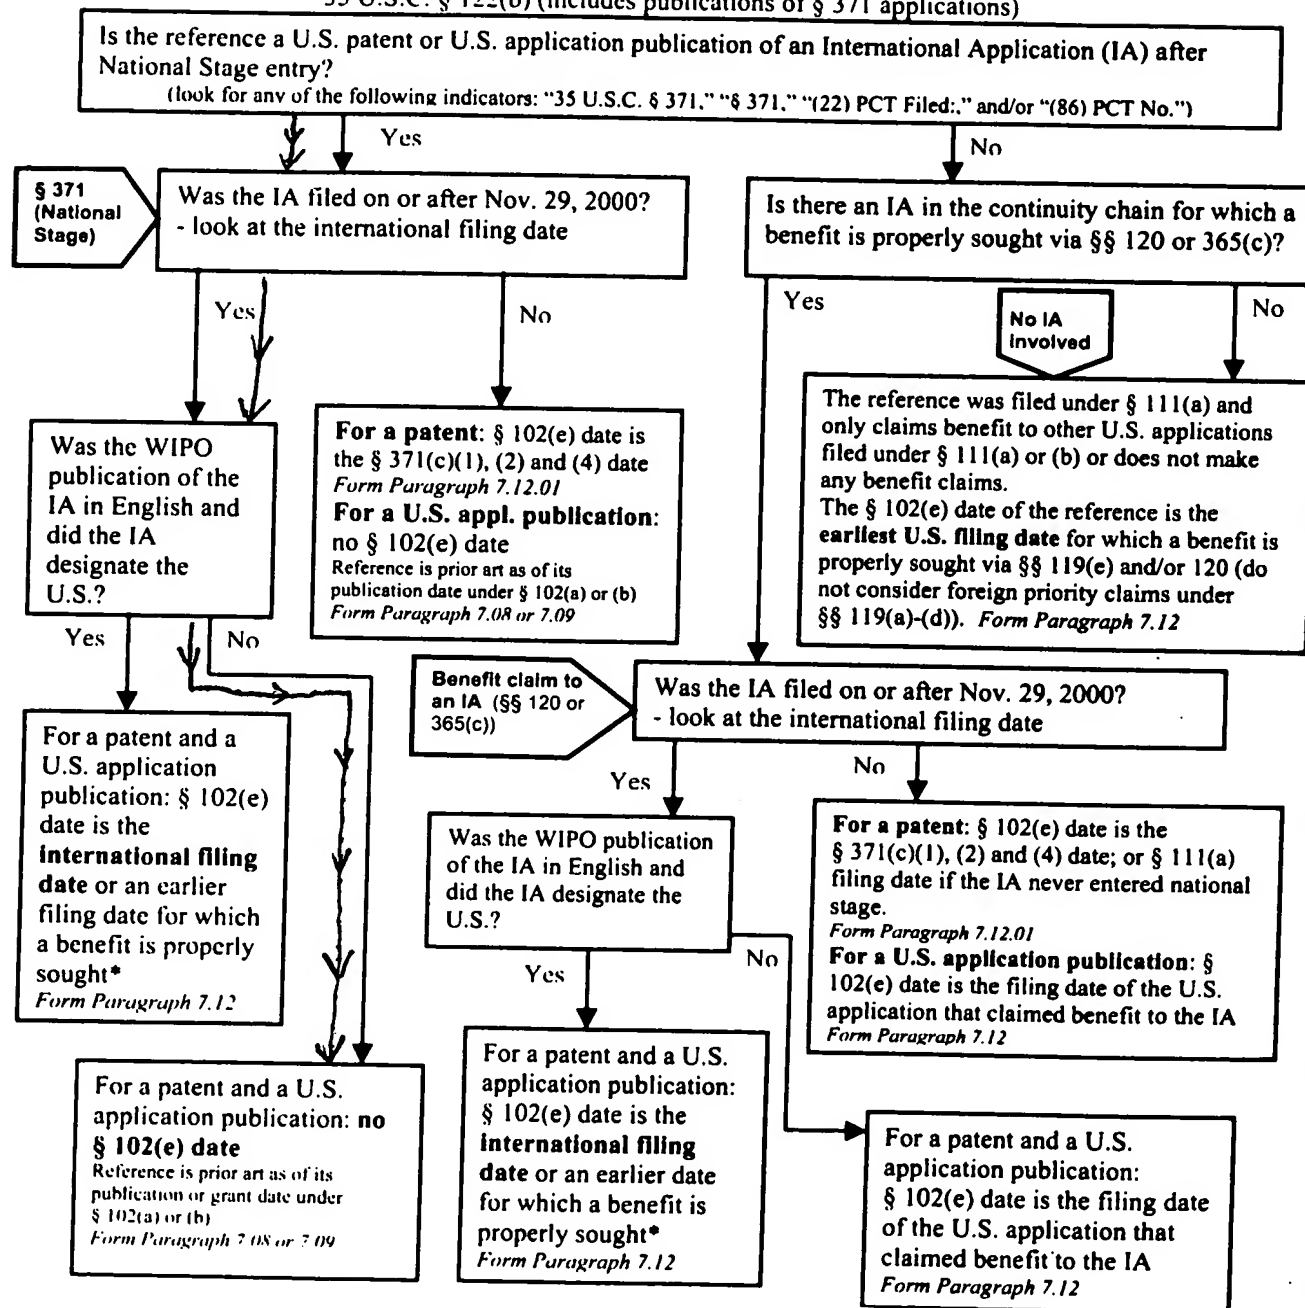 35 U.S.C. § 122(b) (includes publications of § 371 applications)
Is the reference a U.S. patent or U.S. application publication of an International Application (IA) after
National Stage entry?
(look for any of the following indicators: "35 U.S.C. § 371." "§ 371." "(22) PCT Filed:," and/or "(86) PCT No.")
Yes
No
§ 371
(National
Stage)
Was the IA filed on or after Nov. 29, 2000?
- look at the international filing date
Is there an IA in the continuity chain for which a
benefit is properly sought via §§ 120 or 365(c)?
Yes
No
Yes
No IA
involved
No
Was the WIPO
publication of the
IA in English and
did the IA
designate the
U.S.?
For a patent: § 102(e) date is
the § 371(c)(1), (2) and (4) date
Form Paragraph 7.12.01
For a U.S. appl. publication:
no § 102(e) date
Reference is prior art as of its
publication date under § 102(a) or (b)
Form Paragraph 7.08 or 7.09
The reference was filed under § 111(a) and
only claims benefit to other U.S. applications
filed under § 111(a) or (b) or does not make
any benefit claims.
The § 102(e) date of the reference is the
earliest U.S. filing date for which a benefit is
properly sought via §§ 119(e) and/or 120 (do
not consider foreign priority claims under
§§ 119(a)-(d)). Form Paragraph 7.12
Yes
No
Benefit claim to
an IA (§§ 120 or
365(c))
Was the IA filed on or after Nov. 29, 2000?
- look at the international filing date
For a patent and a
U.S. application
publication: § 102(e)
date is the
international filing
date or an earlier
filing date for which
a benefit is properly
sought*
Form Paragraph 7.12
Yes
No
Was the WIPO publication
of the IA in English and
did the IA designate the
U.S.?
For a patent: § 102(e) date is the
§ 371(c)(1), (2) and (4) date; or § 111(a)
filing date if the IA never entered national
stage.
Form Paragraph 7.12.01
For a U.S. application publication: §
102(e) date is the filing date of the U.S.
application that claimed benefit to the IA
Form Paragraph 7.12
Yes
No
For a patent and a U.S.
application publication: no
§ 102(e) date
Reference is prior art as of its
publication or grant date under
§ 102(a) or (b)
Form Paragraph 7.08 or 7.09
For a patent and a U.S.
application publication:
§ 102(e) date is the
international filing
date or an earlier date
for which a benefit is
properly sought*
Form Paragraph 7.12
For a patent and a U.S.
application publication:
§ 102(e) date is the filing date
of the U.S. application that
claimed benefit to the IA
Form Paragraph 7.12